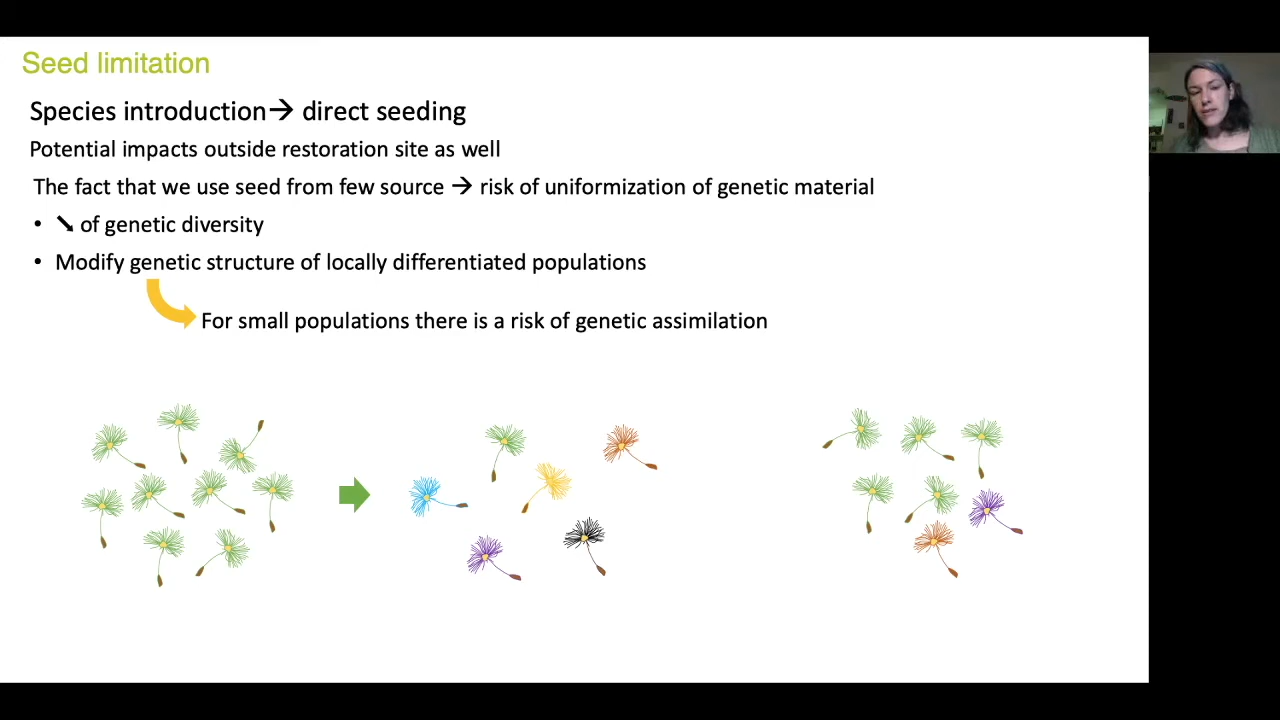 Seed limitation
Species introduction→ direct seeding
Potential impacts outside restoration site as well
The fact that we use seed from few source → risk of uniformization of genetic material
• ➘ of genetic diversity
• Modify genetic structure of locally differentiated populations
For small populations there is a risk of genetic assimilation